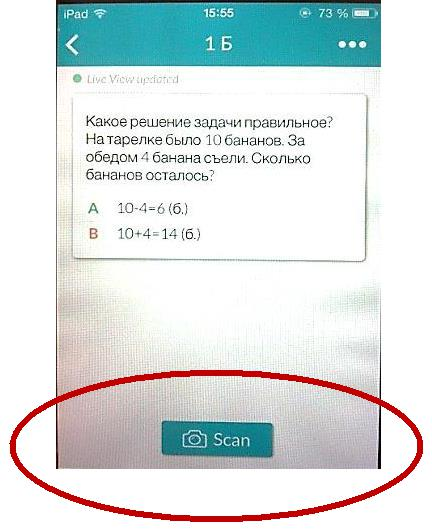 iPad 15:55 73 %
1 Б
Live View updated
Какое решение задачи правильное?
На тарелке было 10 бананов. За
обедом 4 банана съели. Сколько
бананов осталось?
A 10-4=6 (б.)
B 10+4=14 (б.)
Scan